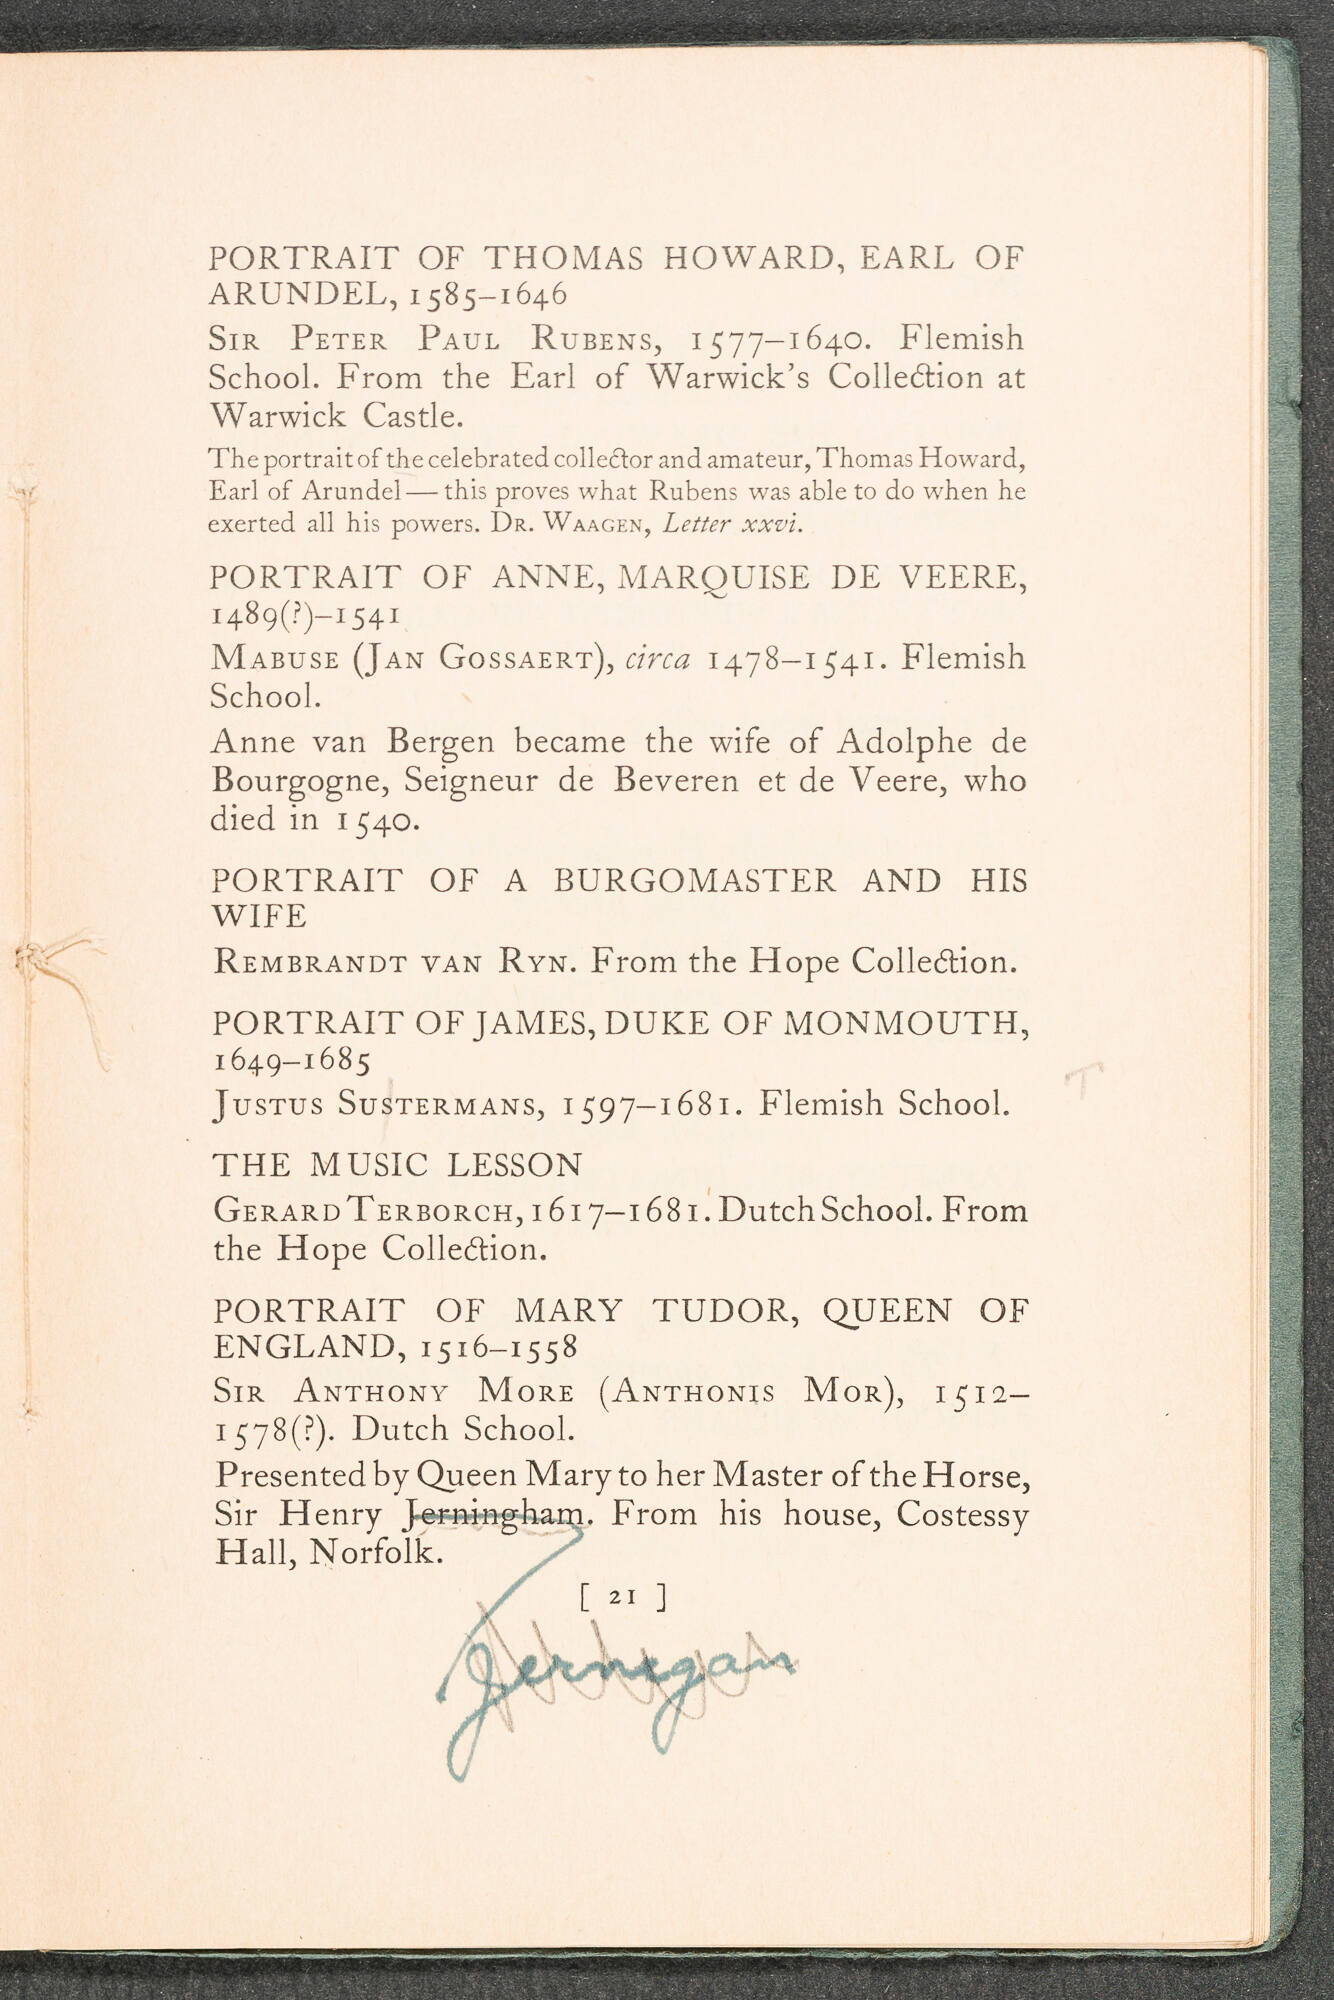 PORTRAIT OF THOMAS HOWARD, EARL OF
ARUNDEL, 1585–1646
SIR PETER PAUL RUBENS, 1577–1640. Flemish
School. From the Earl of Warwick's Collection at
Warwick Castle.
The portrait of the celebrated collector and amateur, Thomas Howard,
Earl of Arundel — this proves what Rubens was able to do when he
exerted all his powers. DR. WAAGEN, Letter xxvi.
PORTRAIT OF ANNE, MARQUISE DE VEERE,
1489(?)–1541
MABUSE (JAN GOSSAERT), circa 1478–1541. Flemish
School.
Anne van Bergen became the wife of Adolphe de
Bourgogne, Seigneur de Beveren et de Veere, who
died in 1540.
PORTRAIT OF A BURGOMASTER AND HIS
WIFE
REMBRANDT VAN RYN. From the Hope Collection.
PORTRAIT OF JAMES, DUKE OF MONMOUTH,
1649–1685
JUSTUS SUSTERMANS, 1597–1681. Flemish School.
T
THE MUSIC LESSON
GERARD TERBORCH, 1617–1681. Dutch School. From
the Hope Collection.
PORTRAIT OF MARY TUDOR, QUEEN OF
ENGLAND, 1516–1558
SIR ANTHONY MORE (ANTHONIS MOR), 1512–
1578(?). Dutch School.
Presented by Queen Mary to her Master of the Horse,
Sir Henry Jerningham. From his house, Costessy
Hall, Norfolk.
[ 21 ]
Jernegan